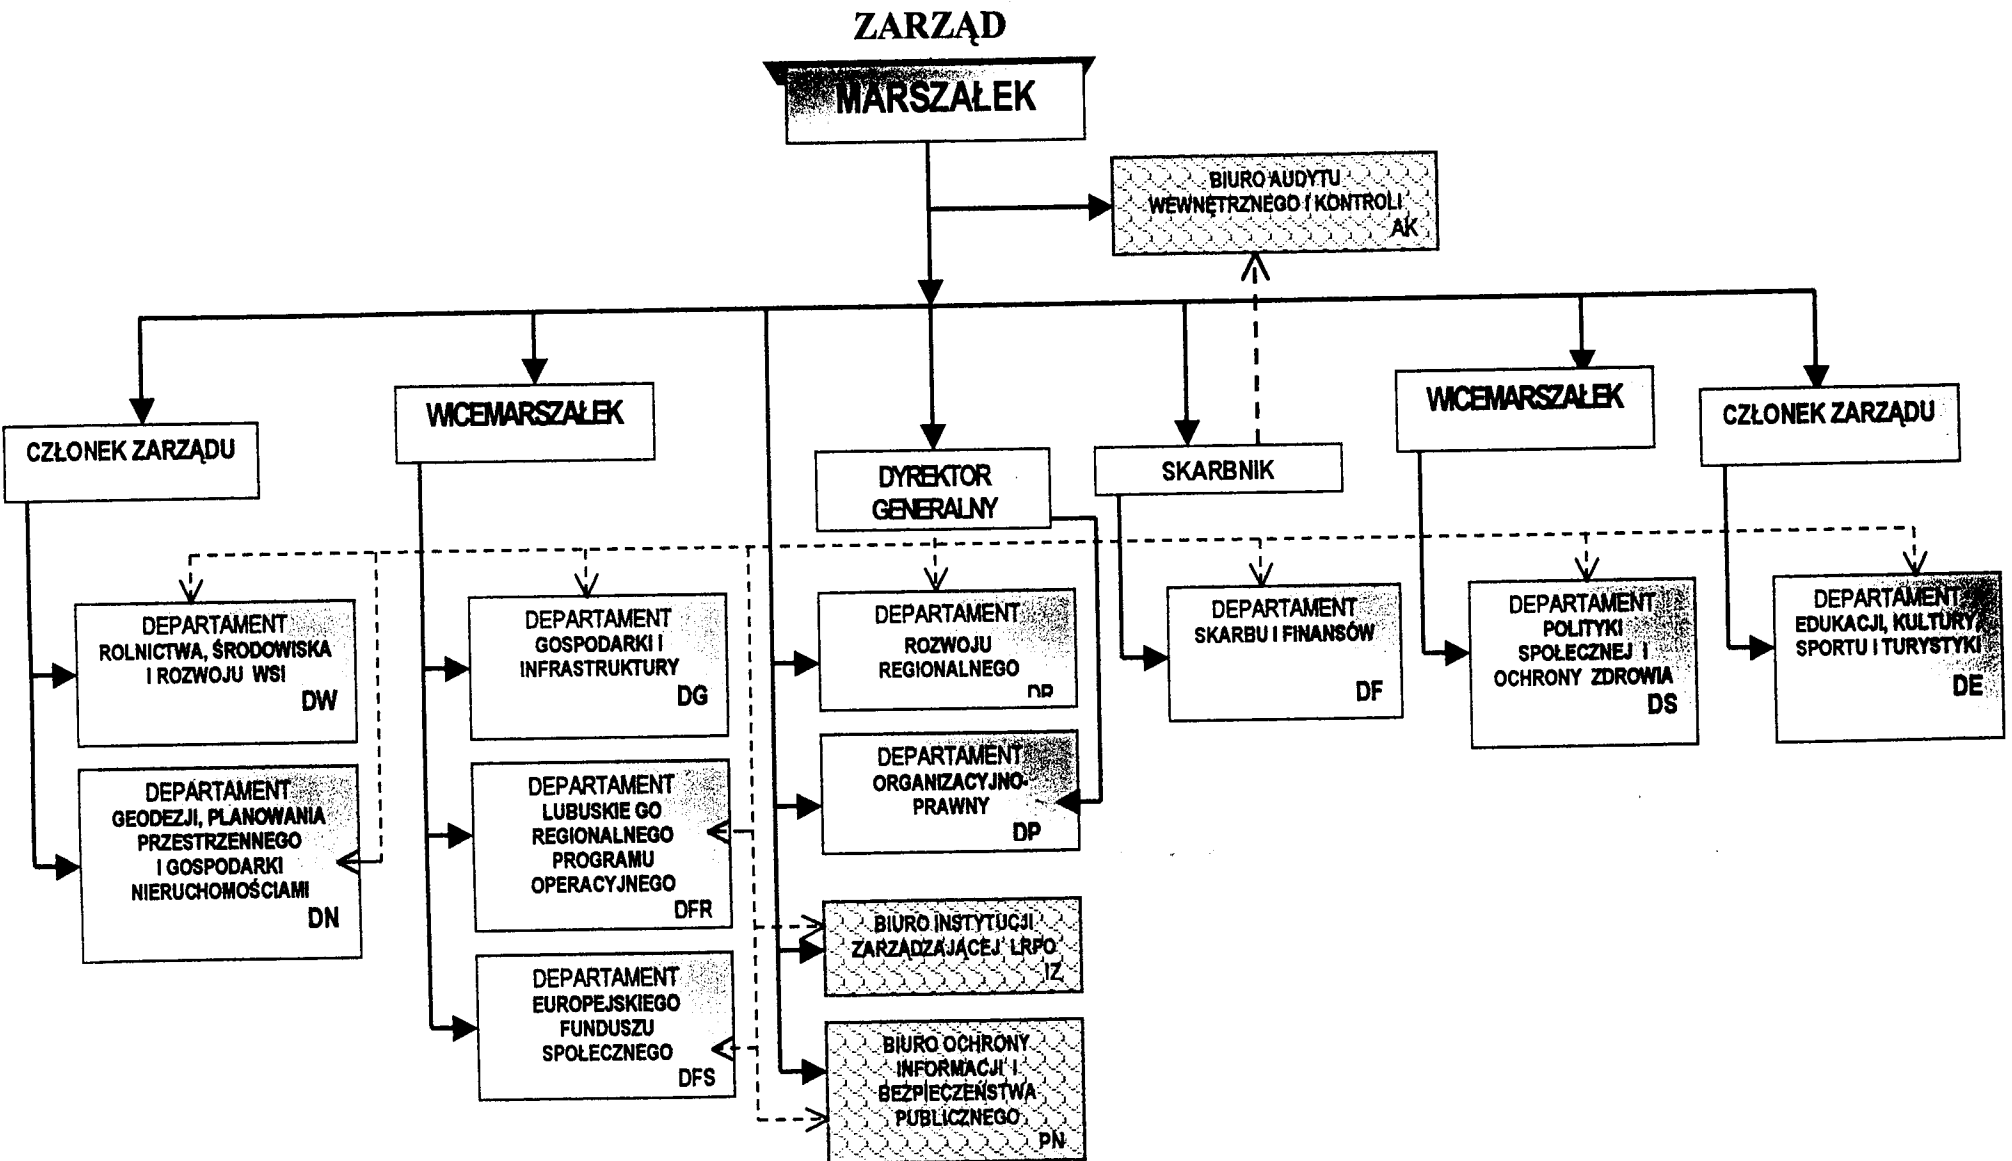 ZARZĄD
MARSZAŁEK
BIURO AUDYTU
WEWNĘTRZNEGO I KONTROLI
AK
CZŁONEK ZARZĄDU
WICEMARSZAŁEK
DYREKTOR
GENERALNY
SKARBNIK
WICEMARSZAŁEK
CZŁONEK ZARZĄDU
DEPARTAMENT
ROLNICTWA, ŚRODOWISKA
I ROZWOJU WSI
DW
DEPARTAMENT
GEODEZJI, PLANOWANIA
PRZESTRZENNEGO
I GOSPODARKI
NIERUCHOMOŚCIAMI
DN
DEPARTAMENT
GOSPODARKI I
INFRASTRUKTURY
DG
DEPARTAMENT
LUBUSKIE GO
REGIONALNEGO
PROGRAMU
OPERACYJNEGO
DFR
DEPARTAMENT
EUROPEJSKIEGO
FUNDUSZU
SPOŁECZNEGO
DFS
DEPARTAMENT
ROZWOJU
REGIONALNEGO
DEPARTAMENT
ORGANIZACYJNO-
PRAWNY
DP
BIURO INSTYTUCJI
ZARZĄDZAJĄCEJ LRPO
IZ
BIURO OCHRONY
INFORMACJI I
BEZPIECZEŃSTWA
PUBLICZNEGO
PN
DEPARTAMENT
SKARBU I FINANSÓW
DF
DEPARTAMENT
POLITYKI
SPOŁECZNEJ I
OCHRONY ZDROWIA
DS
DEPARTAMENT
EDUKACJI, KULTURY,
SPORTU I TURYSTYKI
DE